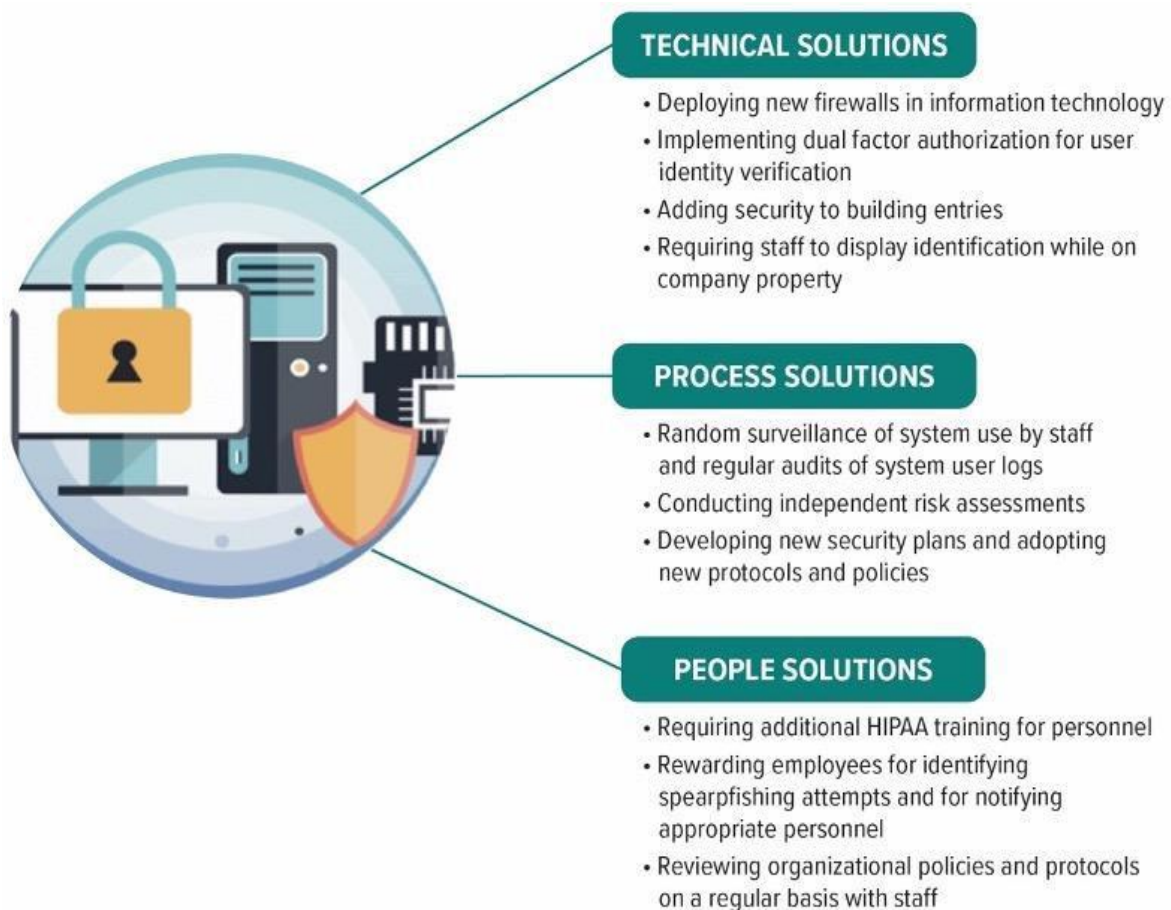 TECHNICAL SOLUTIONS
• Deploying new firewalls in information technology
• Implementing dual factor authorization for user
identity verification
• Adding security to building entries
• Requiring staff to display identification while on
company property
PROCESS SOLUTIONS
• Random surveillance of system use by staff
and regular audits of system user logs
• Conducting independent risk assessments
• Developing new security plans and adopting
new protocols and policies
PEOPLE SOLUTIONS
• Requiring additional HIPAA training for personnel
• Rewarding employees for identifying
spearpfishing attempts and for notifying
appropriate personnel
• Reviewing organizational policies and protocols
on a regular basis with staff